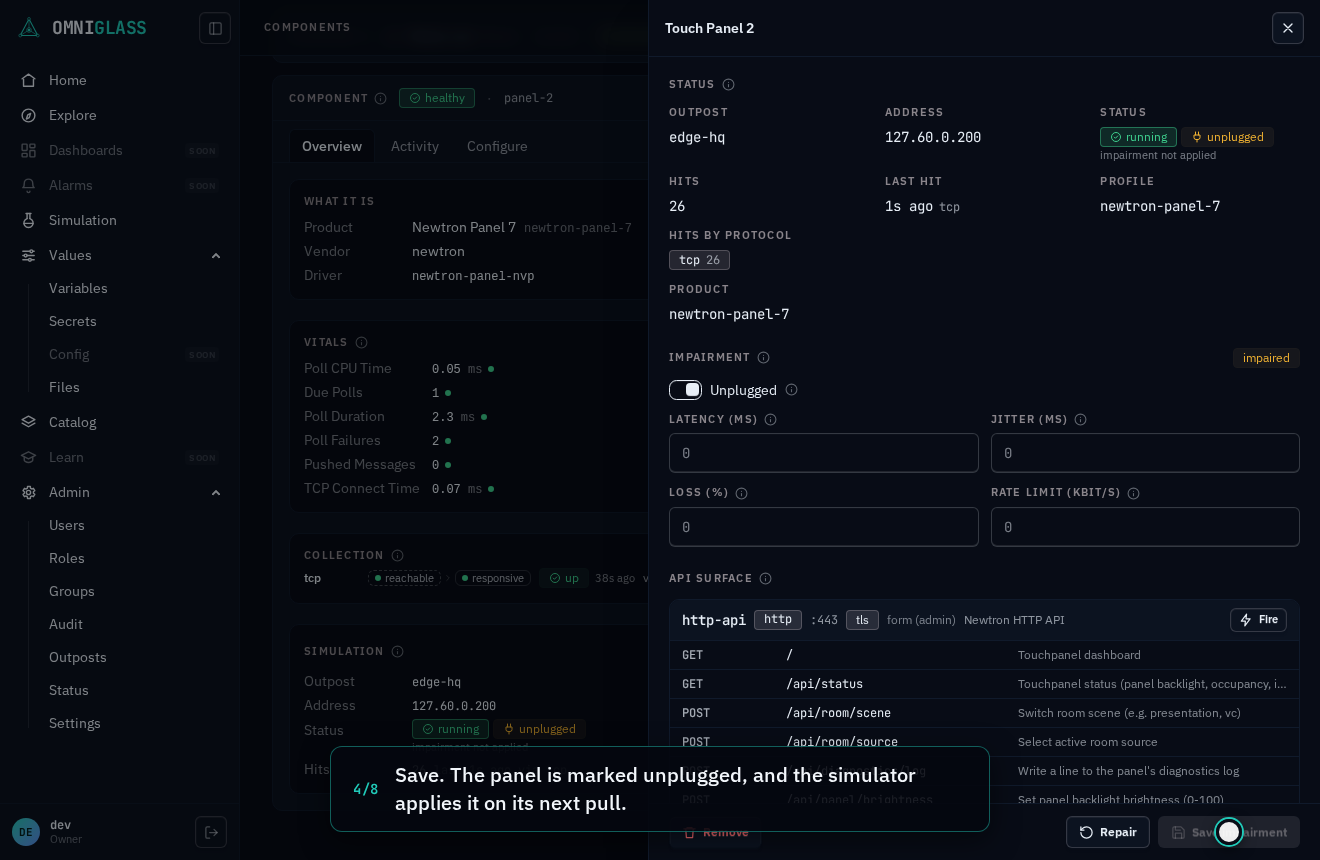 OMNIGLASS
Home
Explore
Dashboards SOON
Alarms SOON
Simulation
Values
Variables
Secrets
Config SOON
Files
Catalog
Learn SOON
Admin
Users
Roles
Groups
Audit
Outposts
Status
Settings
DE dev
Owner
COMPONENTS
COMPONENT healthy · panel-2
Overview Activity Configure
WHAT IT IS
Product Newtron Panel 7 newtron-panel-7
Vendor newtron
Driver newtron-panel-nvp
VITALS
Poll CPU Time 0.05 ms
Due Polls 1
Poll Duration 2.3 ms
Poll Failures 2
Pushed Messages 0
TCP Connect Time 0.07 ms
COLLECTION
tcp reachable responsive up 38s ago
SIMULATION
Outpost edge-hq
Address 127.60.0.200
Status running unplugged
impairment not applied
Hits
Touch Panel 2
STATUS
OUTPOST ADDRESS STATUS
edge-hq 127.60.0.200 running unplugged
impairment not applied
HITS LAST HIT PROFILE
26 1s ago tcp newtron-panel-7
HITS BY PROTOCOL
tcp 26
PRODUCT
newtron-panel-7
IMPAIRMENT impaired
Unplugged
LATENCY (MS) JITTER (MS)
0 0
LOSS (%) RATE LIMIT (KBIT/S)
0 0
API SURFACE
http-api http :443 tls form (admin) Newtron HTTP API Fire
GET / Touchpanel dashboard
GET /api/status Touchpanel status (panel backlight, occupancy, i...
POST /api/room/scene Switch room scene (e.g. presentation, vc)
POST /api/room/source Select active room source
Write a line to the panel's diagnostics log
/api/panel/brightness Set panel backlight brightness (0-100)
Remove Repair Save
4/8 Save. The panel is marked unplugged, and the simulator
applies it on its next pull.